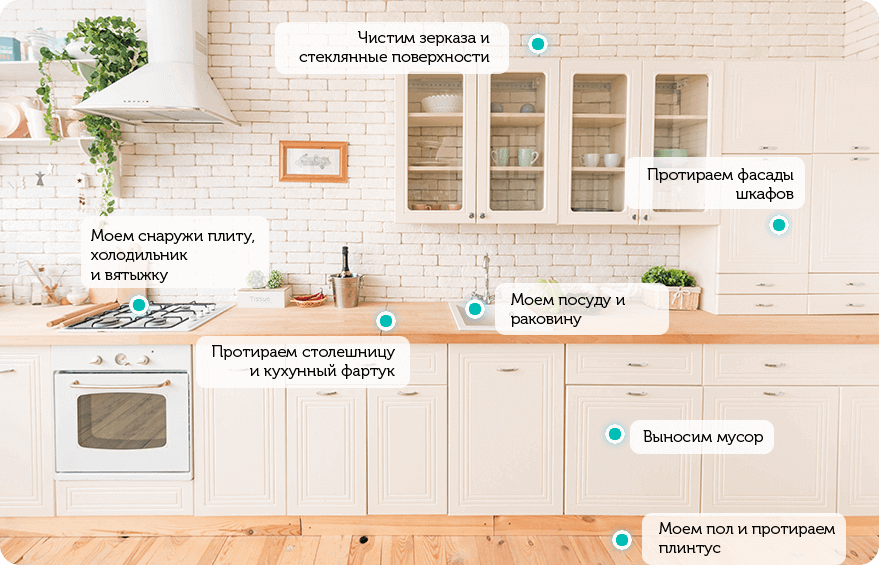 Чистим зерказа и
стеклянные поверхности
Протираем фасады
шкафов
Моем снаружи плиту,
холодильник
и вятыжку
Моем посуду и
раковину
Протираем столешницу
и кухунный фартук
Выносим мусор
Моем пол и протираем
плинтус